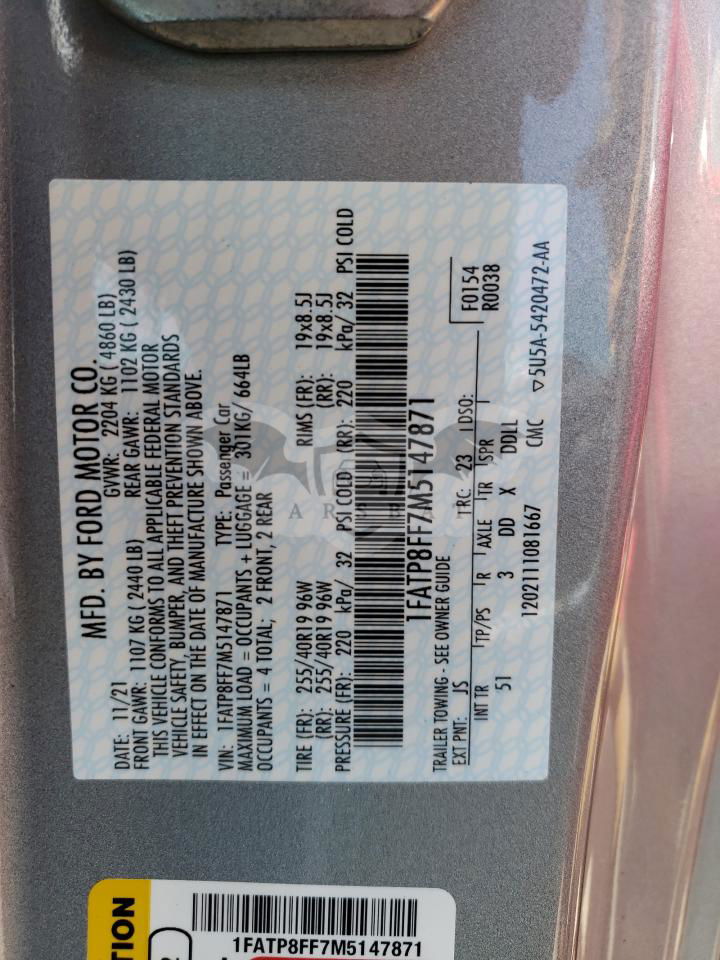 MFD. BY FORD MOTOR CO.
DATE: 11/21 GVWR: 2204 KG ( 4860 LB)
FRONT GAWR: 1107 KG ( 2440 LB) REAR GAWR: 1102 KG ( 2430 LB)
THIS VEHICLE CONFORMS TO ALL APPLICABLE FEDERAL MOTOR
VEHICLE SAFETY, BUMPER, AND THEFT PREVENTION STANDARDS
IN EFFECT ON THE DATE OF MANUFACTURE SHOWN ABOVE.
VIN: 1FATP8FF7M5147871 TYPE: Passenger Car
MAXIMUM LOAD = OCCUPANTS + LUGGAGE = 301KG/ 664LB
OCCUPANTS = 4 TOTAL; 2 FRONT, 2 REAR
TIRE (FR): 255/40R19 96W RIMS (FR): 19x8.5J
(RR): 255/40R19 96W (RR): 19x8.5J
PRESSURE (FR): 220 kPa/ 32 PSI COLD (RR): 220 kPa/ 32 PSI COLD
1FATP8FF7M5147871
TRAILER TOWING - SEE OWNER GUIDE F0154
EXT PNT: JS RC: 23 DSO: R0038
INT TR TP/PS R AXLE TR SPR
51 3 DD X DDLL
1202111081667 CMC ▽5U5A-5420472-AA
TION
1FATP8FF7M5147871